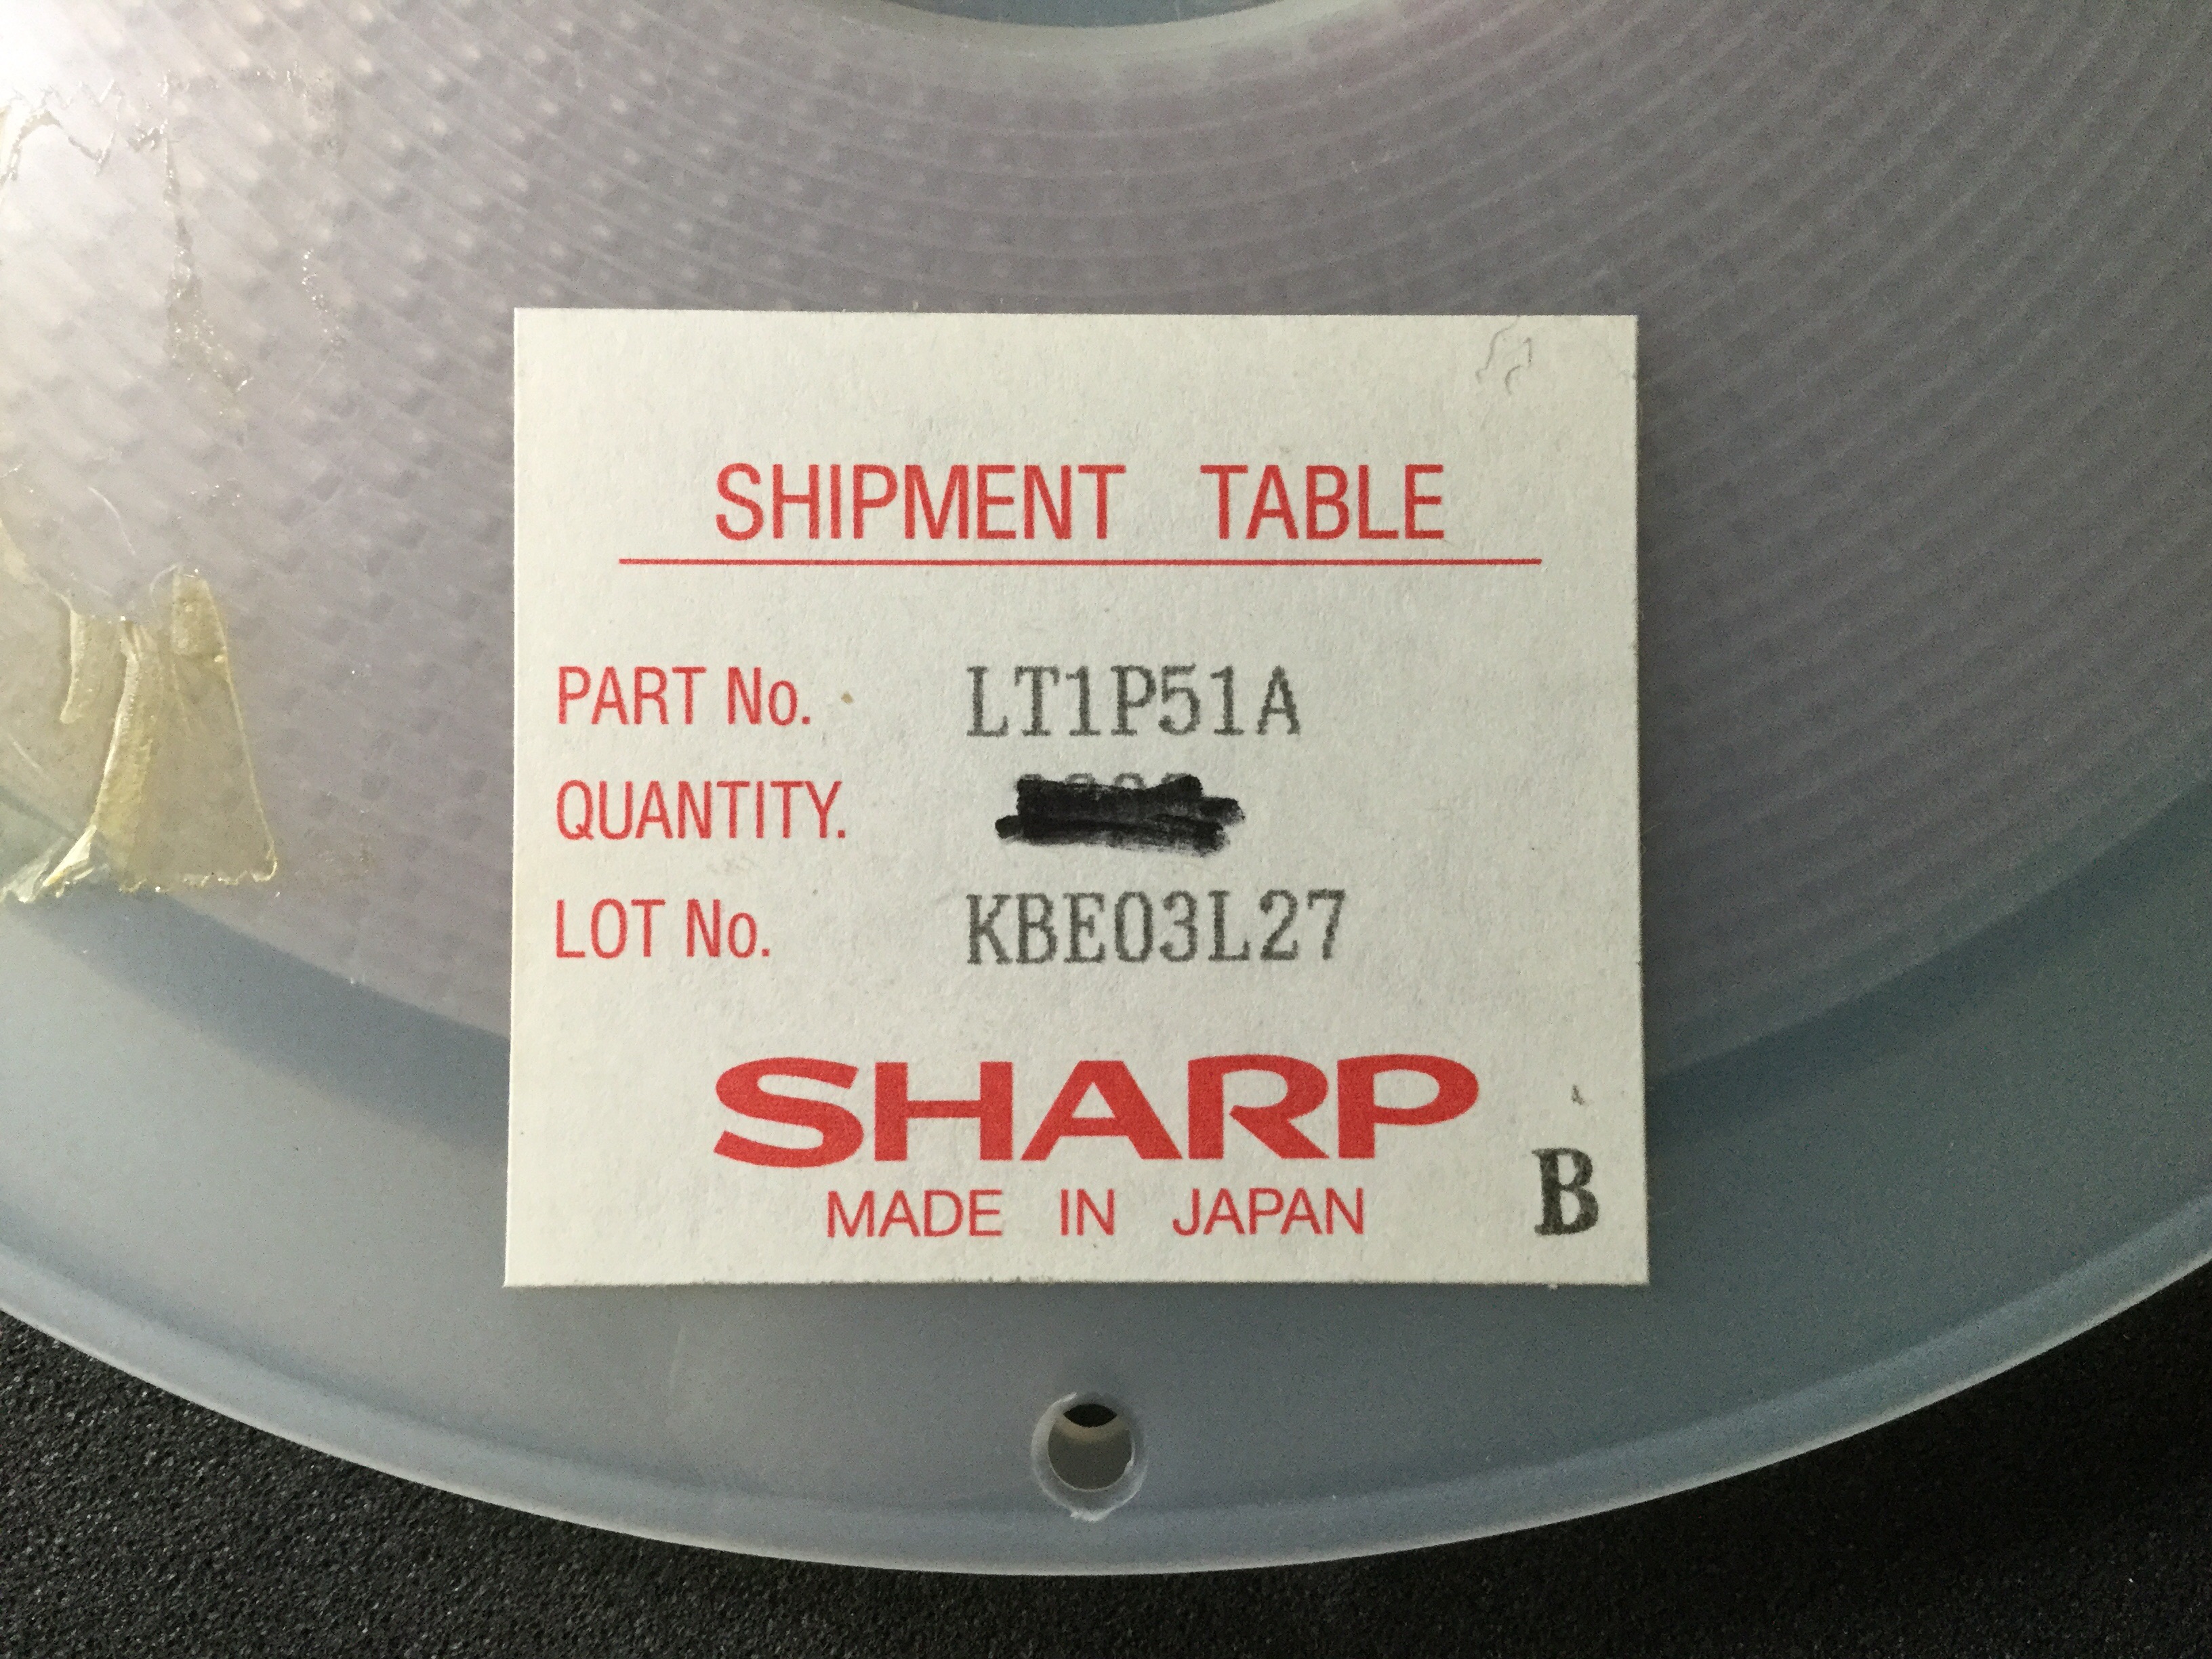 SHIPMENT TABLE
PART No. LT1P51A
QUANTITY.
LOT No. KBE03L27
SHARP
MADE IN JAPAN
B